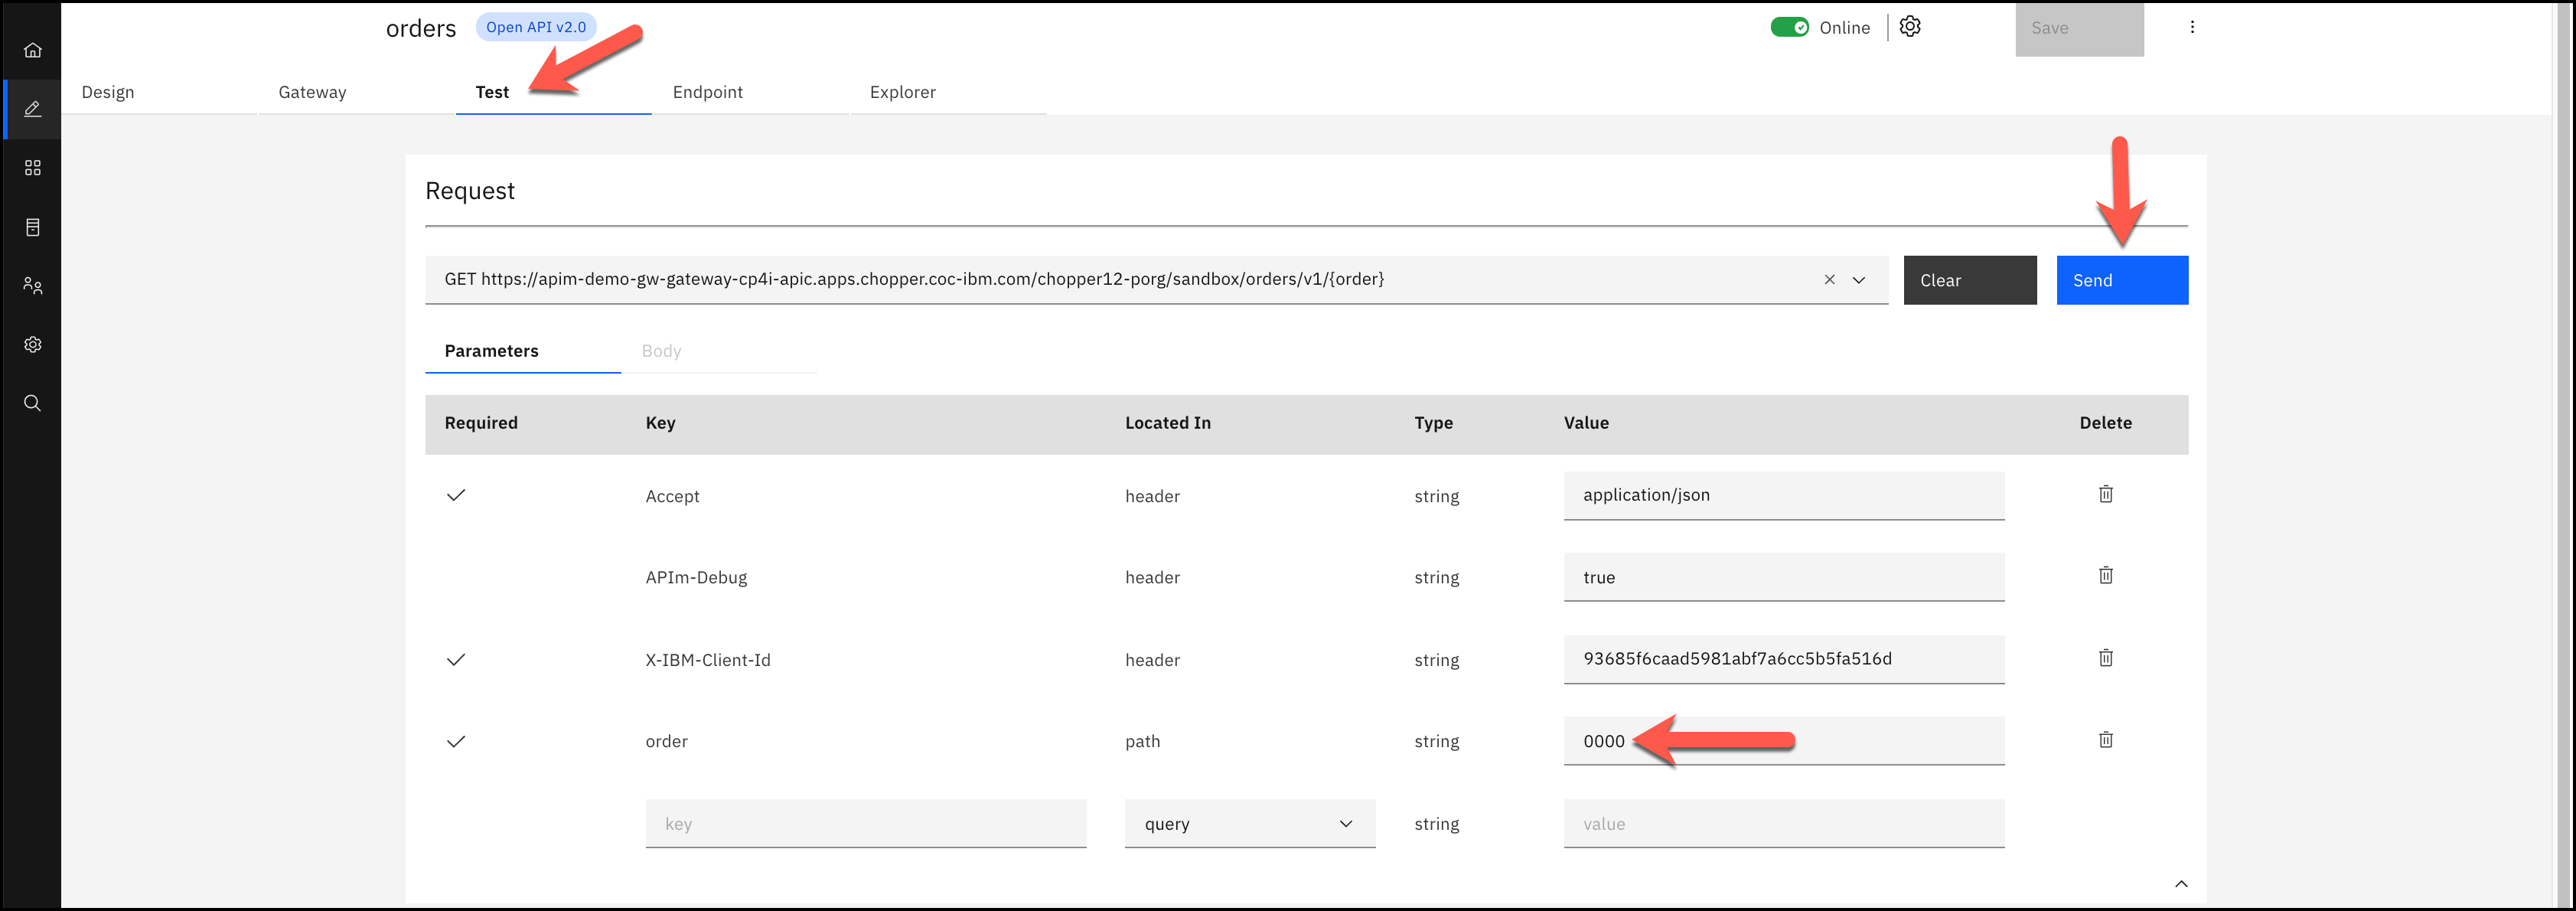 orders Open API v2.0 Online Save
Design Gateway Test Endpoint Explorer
Request
GET https://apim-demo-gw-gateway-cp4i-apic.apps.chopper.coc-ibm.com/chopper12-porg/sandbox/orders/v1/{order} Clear Send
Parameters Body
Required Key Located In Type Value Delete
Accept header string application/json
APIm-Debug header string true
X-IBM-Client-Id header string 93685f6caad5981abf7a6cc5b5fa516d
order path string 0000
key query string value